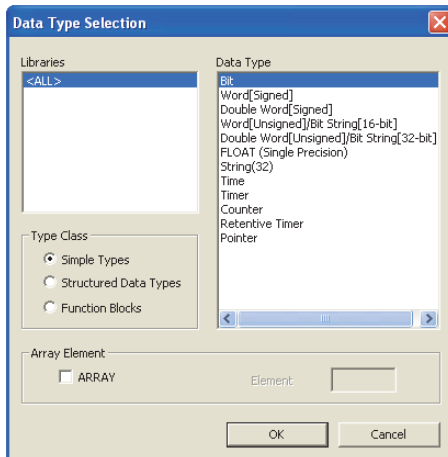 Data Type Selection
Libraries
<ALL>
Data Type
Bit
Word[Signed]
Double Word[Signed]
Word[Unsigned]/Bit String[16-bit]
Double Word[Unsigned]/Bit String[32-bit]
FLOAT (Single Precision)
String(32)
Time
Timer
Counter
Retentive Timer
Pointer
Type Class
Simple Types
Structured Data Types
Function Blocks
Array Element
ARRAY
Element
OK
Cancel